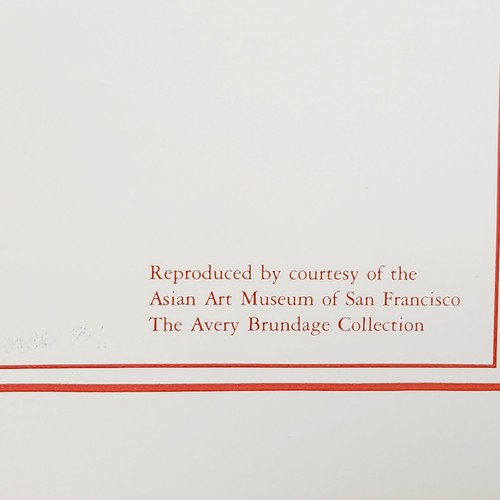 Reproduced by courtesy of the
Asian Art Museum of San Francisco
The Avery Brundage Collection